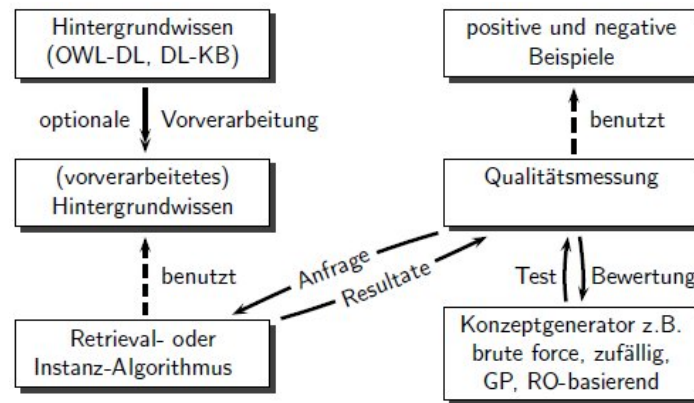 Hintergrundwissen
(OWL-DL, DL-KB)
positive und negative
Beispiele
optionale Vorverarbeitung
benutzt
(vorverarbeitetes)
Hintergrundwissen
Qualitätsmessung
benutzt
Anfrage
Resultate
Test
Bewertung
Retrieval- oder
Instanz-Algorithmus
Konzeptgenerator z.B.
brute force, zufällig,
GP, RO-basierend